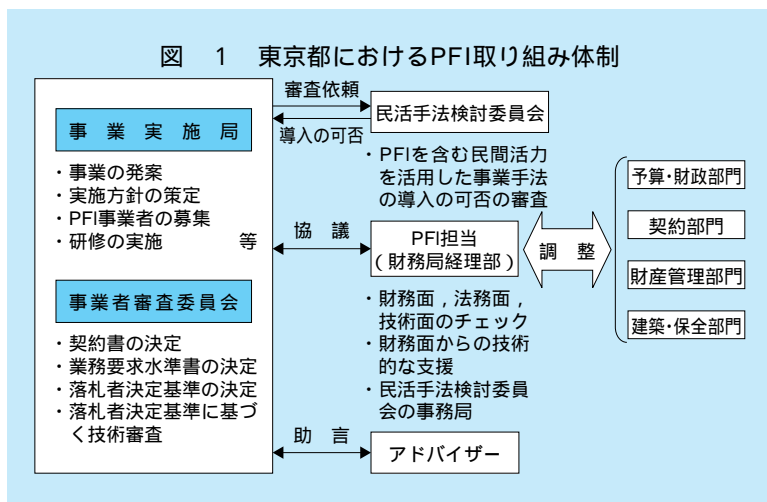 図 1 東京都におけるPFI取り組み体制
事業実施局
・事業の発案
・実施方針の策定
・PFI事業者の募集
・研修の実施 等
事業者審査委員会
・契約書の決定
・業務要求水準書の決定
・落札者決定基準の決定
・落札者決定基準に基づ
く技術審査
審査依頼
導入の可否
民活手法検討委員会
・PFIを含む民間活力
を活用した事業手法
の導入の可否の審査
協 議
PFI担当
(財務局経理部)
・財務面,法務面,
技術面のチェック
・財務面からの技術
的な支援
・民活手法検討委員
会の事務局
助 言
アドバイザー
調 整
予算・財政部門
契約部門
財産管理部門
建築・保全部門